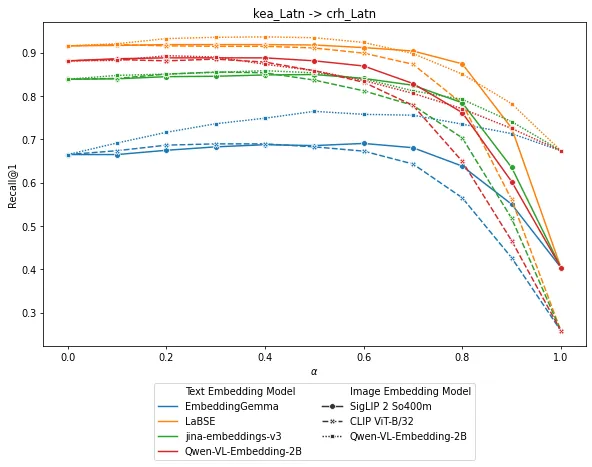 kea_Latn -> crh_Latn
Recall@1
0.9
0.8
0.7
0.6
0.5
0.4
0.3
0.0
0.2
0.4
0.6
0.8
1.0
α
Text Embedding Model
EmbeddingGemma
LaBSE
jina-embeddings-v3
Qwen-VL-Embedding-2B
Image Embedding Model
SigLIP 2 So400m
CLIP ViT-B/32
Qwen-VL-Embedding-2B